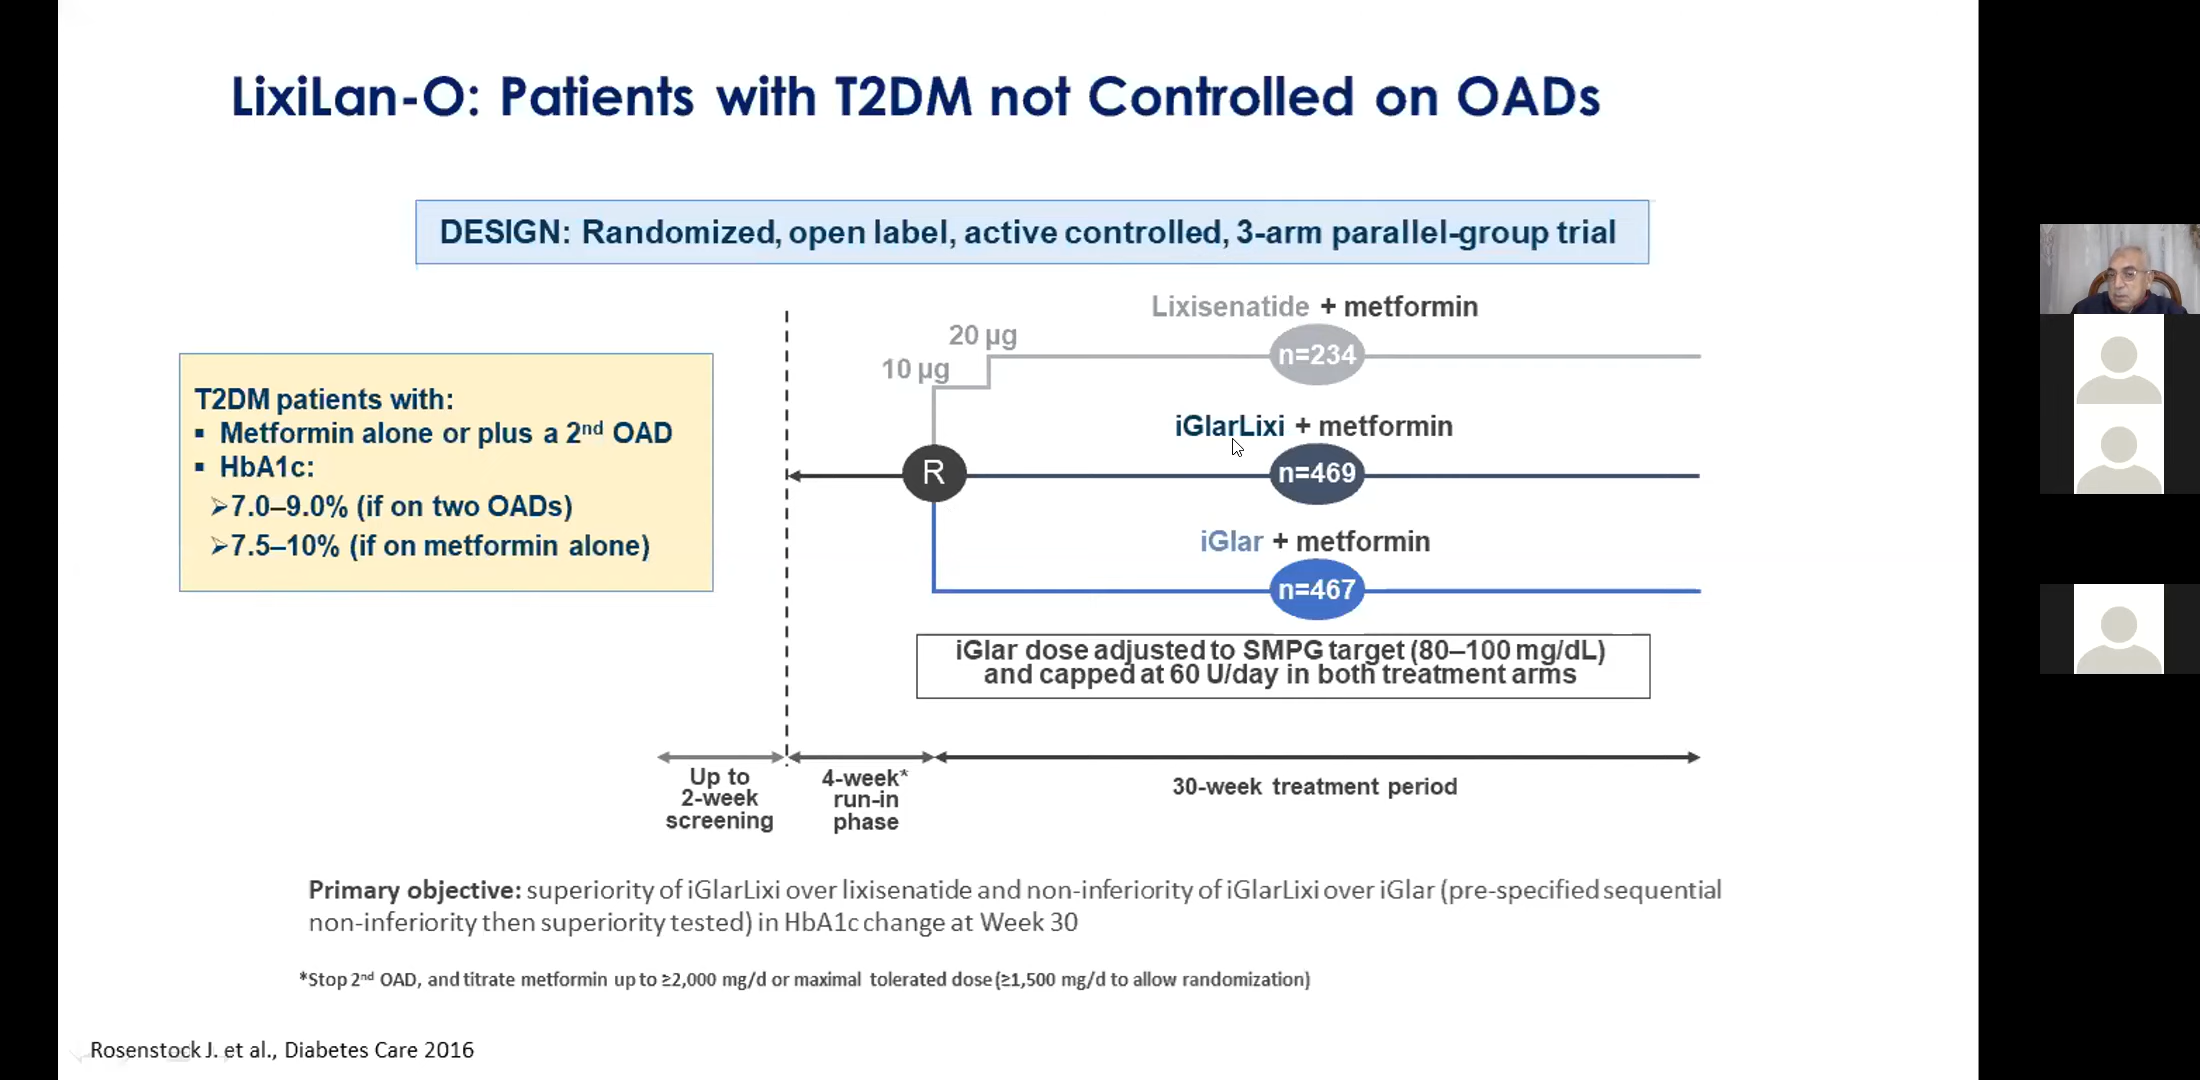 LixiLan-O: Patients with T2DM not Controlled on OADs
DESIGN: Randomized, open label, active controlled, 3-arm parallel-group trial
T2DM patients with:
▪ Metformin alone or plus a 2nd OAD
▪ HbA1c:
➢7.0–9.0% (if on two OADs)
➢7.5–10% (if on metformin alone)
Lixisenatide + metformin
20 µg
10 µg
n=234
iGlarLixi + metformin
R
n=469
iGlar + metformin
n=467
iGlar dose adjusted to SMPG target (80–100 mg/dL)
and capped at 60 U/day in both treatment arms
Up to
2-week
screening
4-week*
run-in
phase
30-week treatment period
Primary objective: superiority of iGlarLixi over lixisenatide and non-inferiority of iGlarLixi over iGlar (pre-specified sequential
non-inferiority then superiority tested) in HbA1c change at Week 30
*Stop 2nd OAD, and titrate metformin up to ≥2,000 mg/d or maximal tolerated dose (≥1,500 mg/d to allow randomization)
Rosenstock J. et al., Diabetes Care 2016